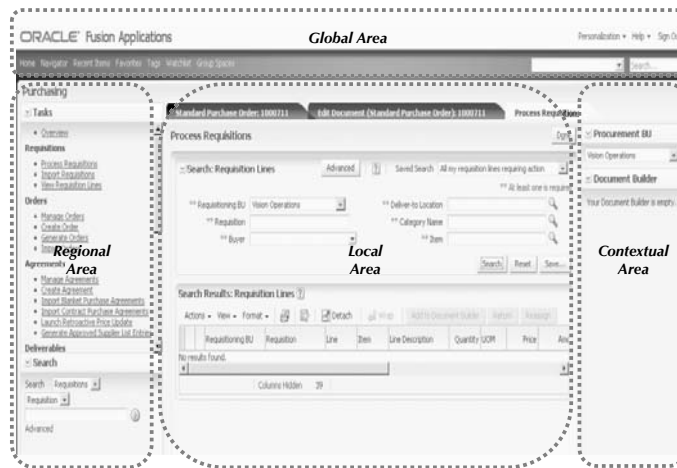 ORACLE Fusion Applications
Global Area
Personalization Help Sign Ou
Home Navigator Recent Items Favorites Tags Watchlist Group Spaces
Search...
Purchasing
Tasks
Overview
Requisitions
Process Requisitions
Import Requisitions
View Requisition Lines
Orders
Manage Orders
Create Order
Generate Orders
Regional Area
Agreements
Manage Agreements
Create Agreement
Import Blanket Purchase Agreements
Import Contract Purchase Agreements
Launch Retroactive Price Update
Generate Approved Supplier List Entries
Deliverables
Search
Search Requisitions
Requisition
Advanced
Standard Purchase Order: 1000711
Edit Document (Standard Purchase Order): 1000711
Process Requisitions
Process Requisitions
Done
Search: Requisition Lines
Advanced
Saved Search All my requisition lines requiring action
** At least one is required
** Requisitioning BU Vision Operations
** Deliver-to Location
** Requisition
** Category Name
** Buyer
** Item
Local Area
Search Reset Save...
Search Results: Requisition Lines
Actions View Format Detach Wrap Add to Document Builder Return Reassign
Requisitioning BU Requisition Line Item Line Description Quantity UOM Price Amo
No results found.
Columns Hidden 39
Procurement BU
Vision Operations
Document Builder
Your Document Builder is empty.
Contextual Area